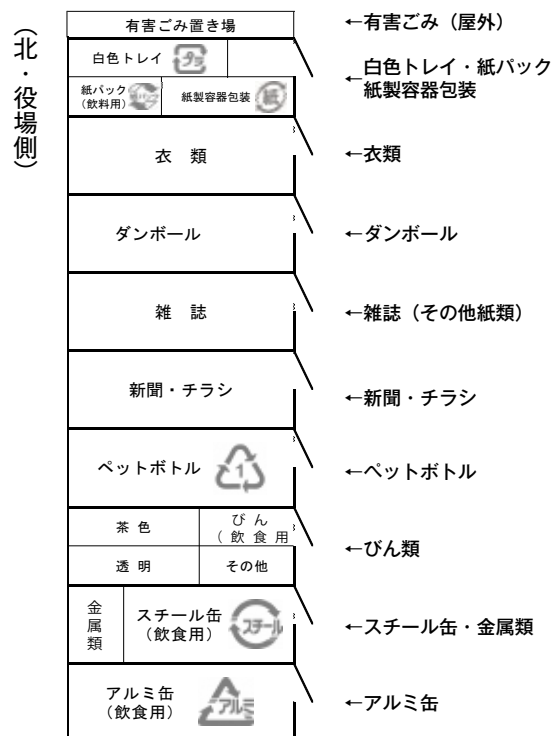 (北・役場側)
有害ごみ置き場
←有害ごみ(屋外)
白色トレイ
プラ
←白色トレイ・紙パック
紙製容器包装
紙パック
(飲料用)
紙パック
紙製容器包装
紙
衣 類
←衣類
ダンボール
←ダンボール
雑 誌
←雑誌(その他紙類)
新聞・チラシ
←新聞・チラシ
ペットボトル
1
←ペットボトル
茶色
びん
(飲食用
透明
その他
←びん類
金属類
スチール缶
(飲食用)
スチール
←スチール缶・金属類
アルミ缶
(飲食用)
アルミ
←アルミ缶